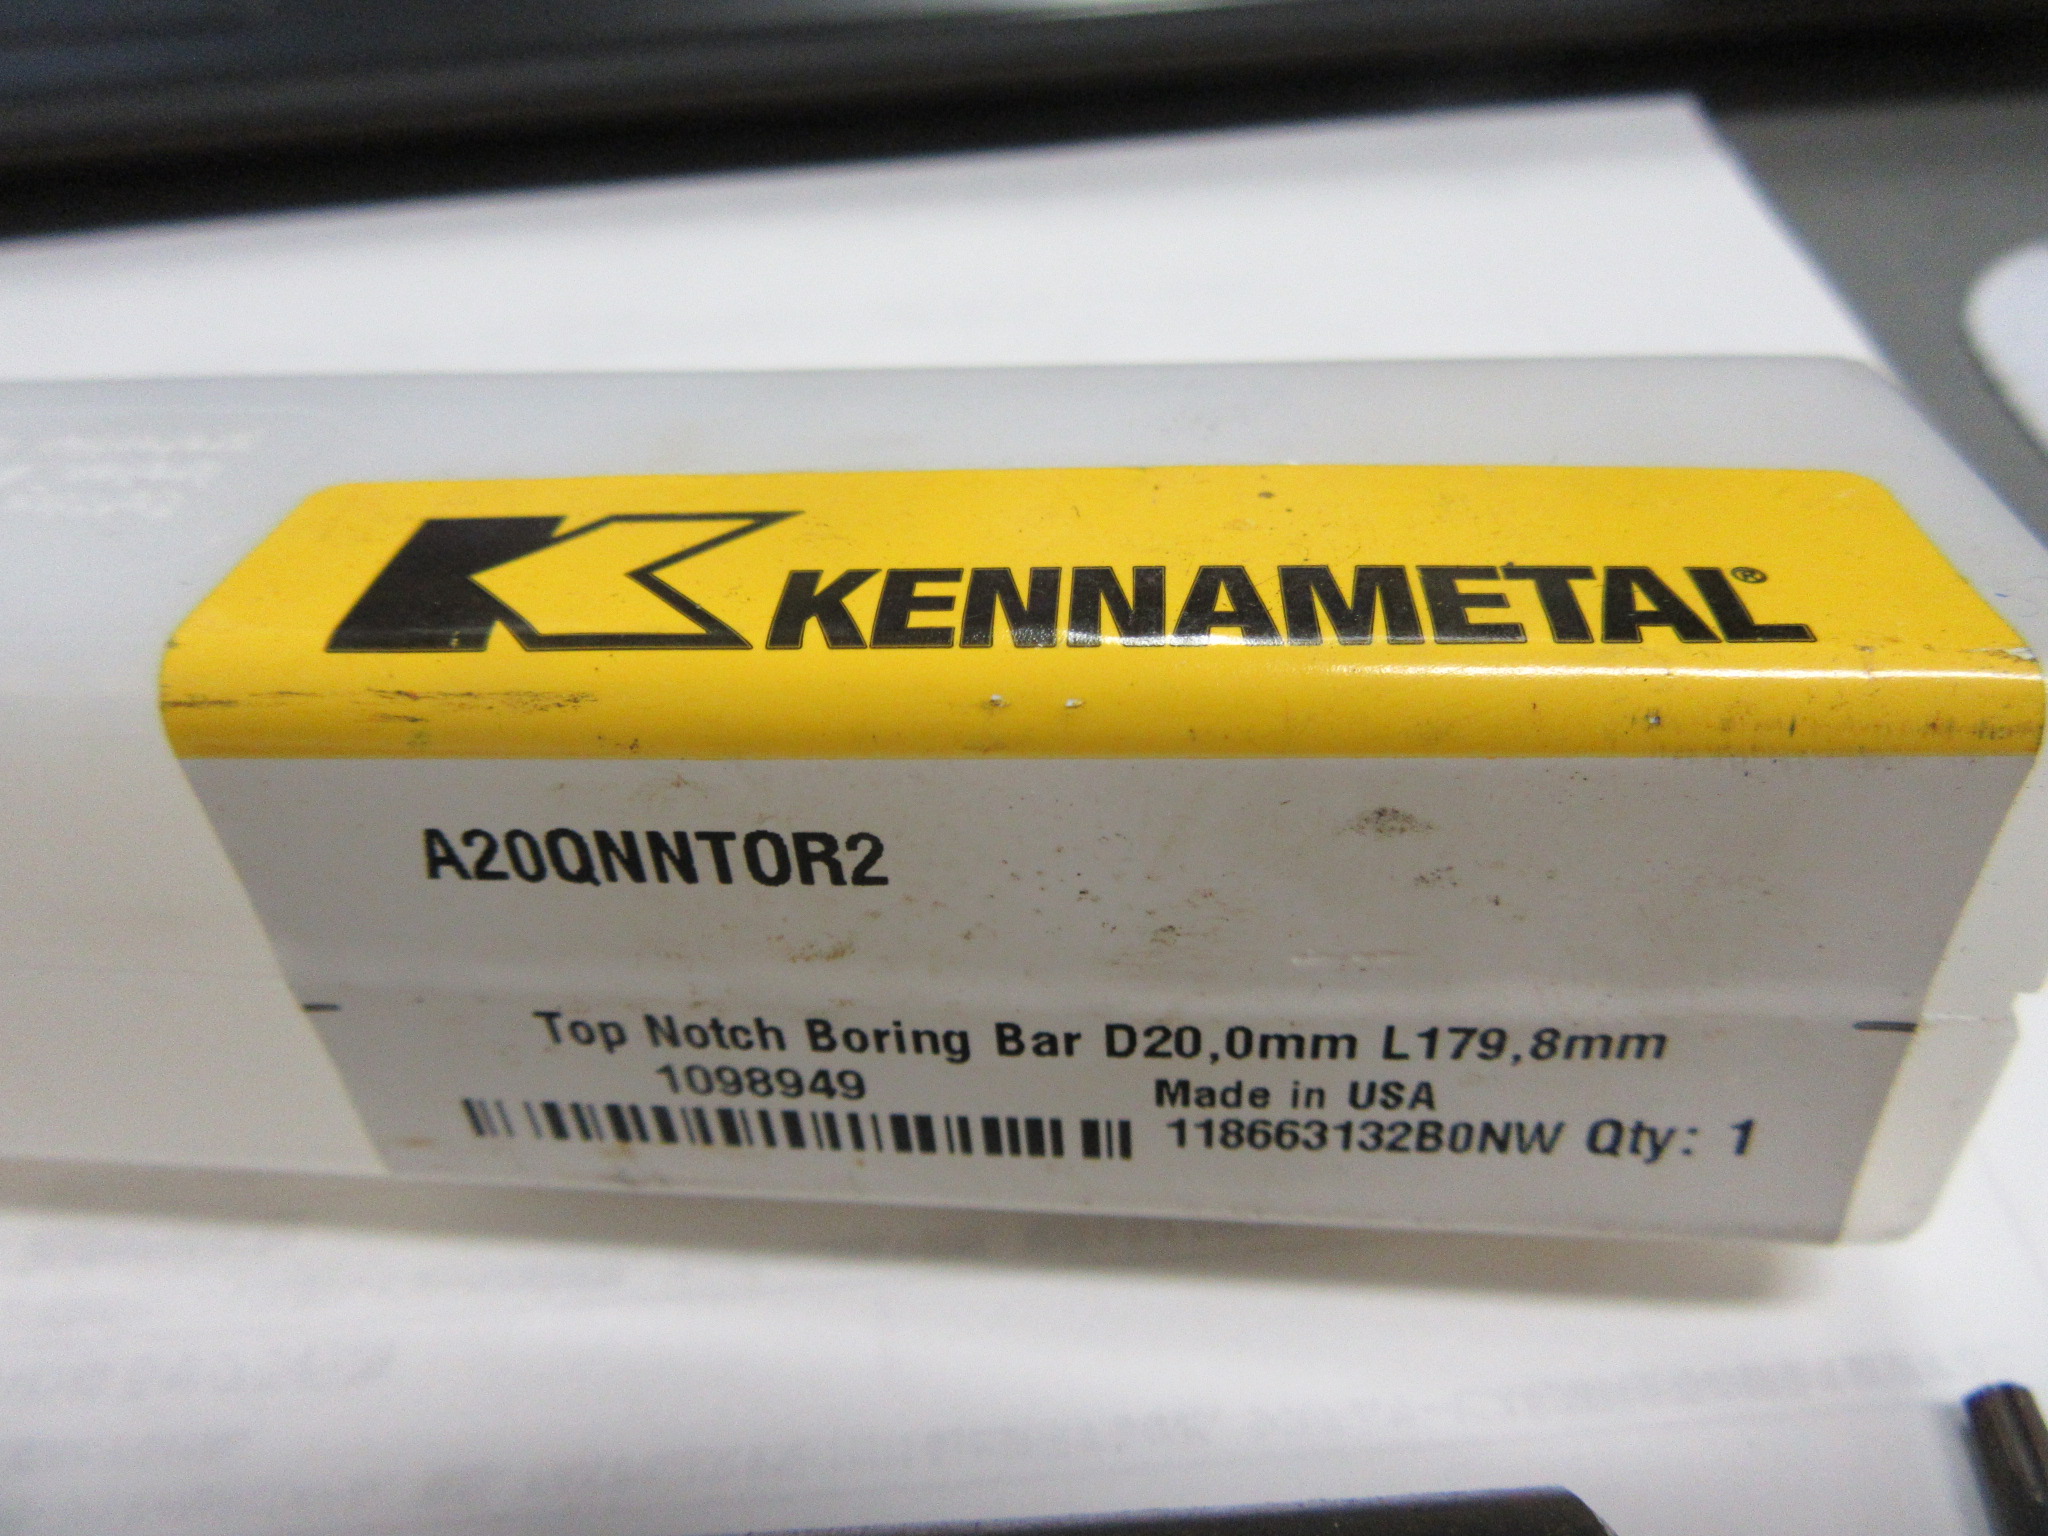 KENNAMETAL®
A20QNNTOR2
Top Notch Boring Bar D20,0mm L179,8mm
1098949
Made in USA
118663132B0NW Qty: 1